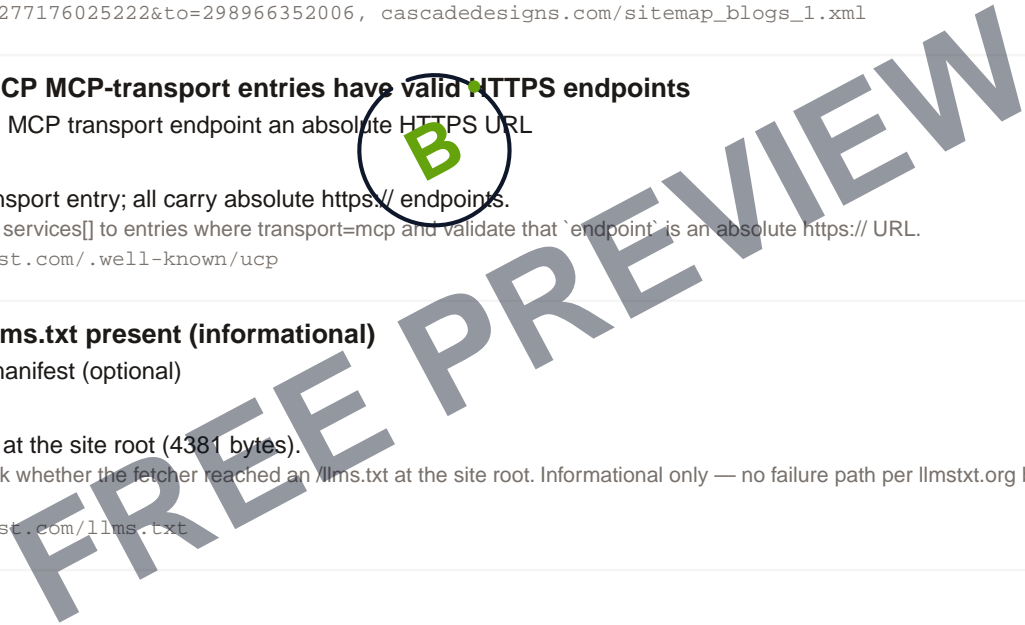 277176025222&to=298966352006, cascadedesigns.com/sitemap_blogs_1.xml
CP MCP-transport entries have valid HTTPS endpoints
MCP transport endpoint an absolute HTTPS URL
B
nsport entry; all carry absolute https:// endpoints.
services[] to entries where transport=mcp and validate that `endpoint` is an absolute https:// URL.
st.com/.well-known/ucp
ms.txt present (informational)
nanifest (optional)
at the site root (4381 bytes).
k whether the fetcher reached an /llms.txt at the site root. Informational only — no failure path per llmstxt.org
st.com/llms.txt
FREE PREVIEW